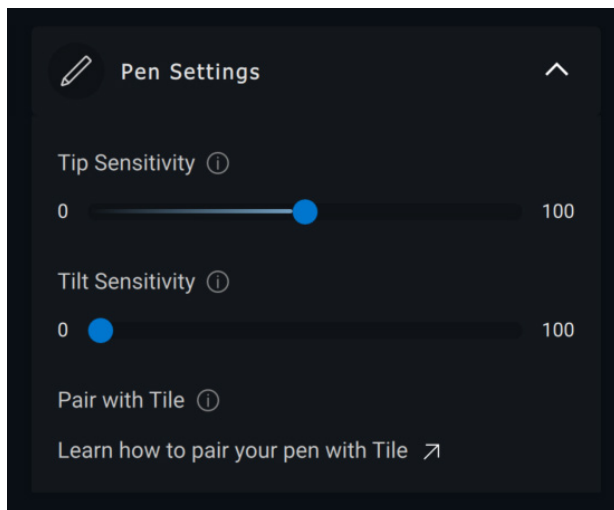 Pen Settings
Tip Sensitivity
0 100
Tilt Sensitivity
0 100
Pair with Tile
Learn how to pair your pen with Tile